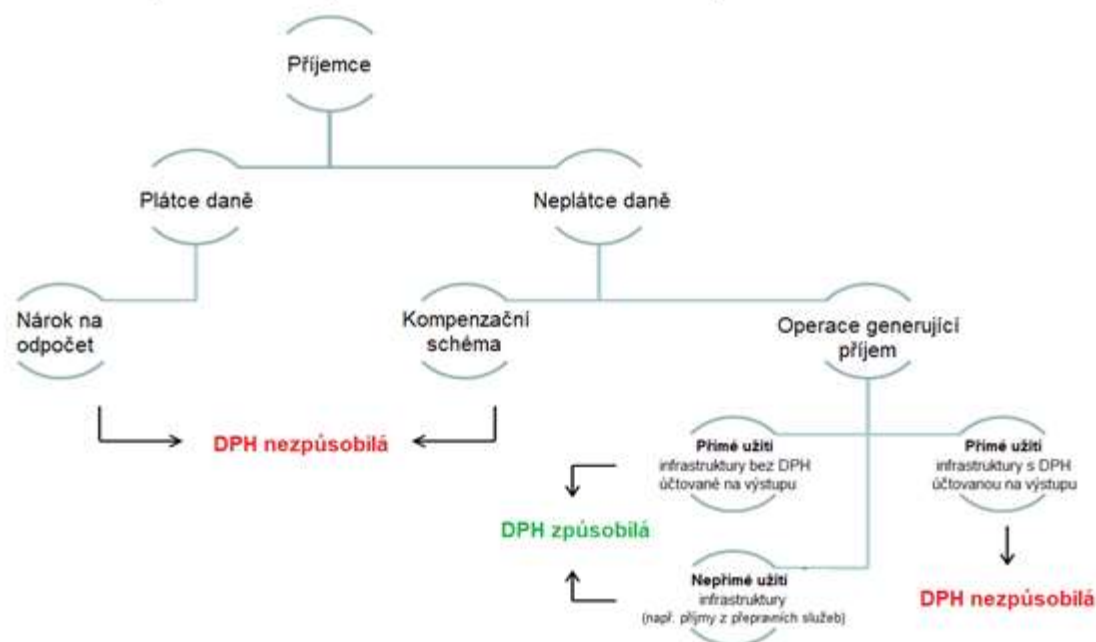 Příjemce
Plátce daně
Neplátce daně
Nárok na
odpočet
Kompenzační
schéma
Operace generující
příjem
DPH nezpůsobilá
Přímé užití
infrastruktury bez DPH
účtované na výstupu
Přímé užití
infrastruktury s DPH
účtovanou na výstupu
DPH způsobilá
Nepřímé užití
infrastruktury
(např. příjmy z přepravních služeb)
DPH nezpůsobilá